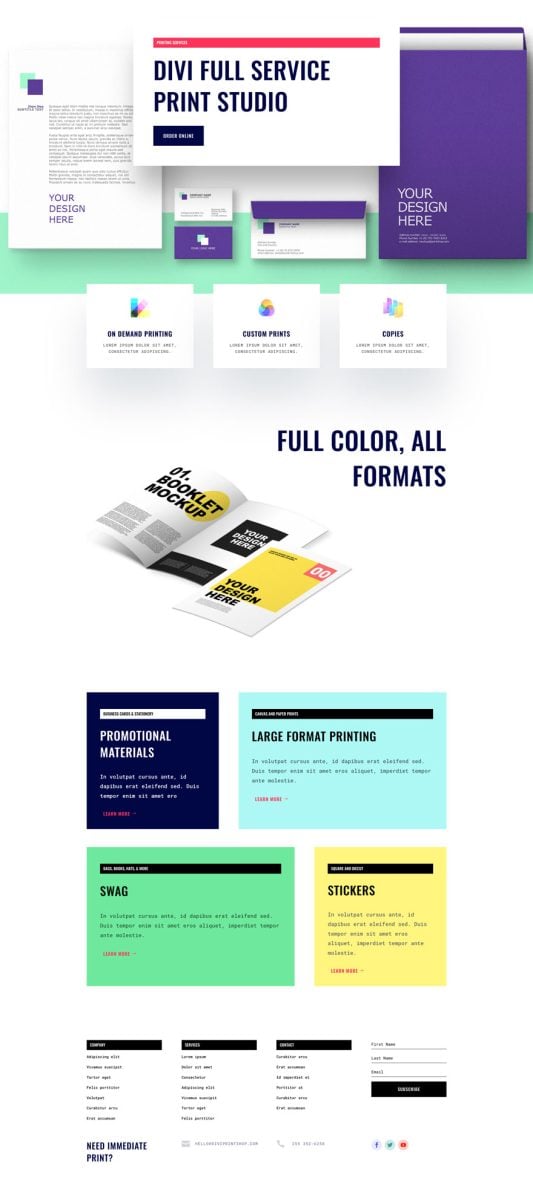 PRINTING SERVICES
DIVI FULL SERVICE
PRINT STUDIO
ORDER ONLINE
YOUR
DESIGN
HERE
COMPANY NAME
YOUR LOGO HERE
COMPANY NAME
YOUR
DESIGN
HERE
ON DEMAND PRINTING
LOREM IPSUM DOLOR SIT AMET,
CONSECTETUR ADIPISCING.
CUSTOM PRINTS
LOREM IPSUM DOLOR SIT AMET,
CONSECTETUR ADIPISCING.
COPIES
LOREM IPSUM DOLOR SIT AMET,
CONSECTETUR ADIPISCING.
FULL COLOR, ALL
FORMATS
01.
BOOKLET
MOCKUP
YOUR
DESIGN
HERE
00
YOUR
DESIGN
HERE
BUSINESS CARDS & STATIONERY
PROMOTIONAL
MATERIALS
In volutpat cursus ante, id
dapibus erat eleifend sed. Duis
tempor enim sit amet ero
LEARN MORE →
CANVAS AND PAPER PRINTS
LARGE FORMAT PRINTING
In volutpat cursus ante, id dapibus erat eleifend sed.
Duis tempor enim sit amet eros aliquet, imperdiet tempor
ante molestie.
LEARN MORE →
BAGS, BOOKS, HATS, & MORE
SWAG
In volutpat cursus ante, id dapibus erat eleifend sed.
Duis tempor enim sit amet eros aliquet, imperdiet tempor
ante molestie.
LEARN MORE →
SQUARE AND DIECUT
STICKERS
In volutpat cursus ante, id
dapibus erat eleifend sed. Duis
tempor enim sit amet eros
aliquet, imperdiet tempor ante
molestie.
LEARN MORE →
COMPANY
Adipiscing elit
Vivamus suscipit
Tortor eget
Felis porttitor
Volutpat
Curabitur arcu
Erat accumsan
SERVICES
Lorem ipsum
Dolor sit amet
Consectetur
Adipiscing elit
Vivamus suscipit
Tortor eget
Felis porttitor
CONTACT
Curabitur arcu
Erat accumsan
Id imperdiet mi
Porttitor id
Curabitur arcu
Erat accumsan
First Name
Last Name
Email
SUBSCRIBE
NEED IMMEDIATE
PRINT?
HELLO@DIVIPRINTSHOP.COM
255 352-6258